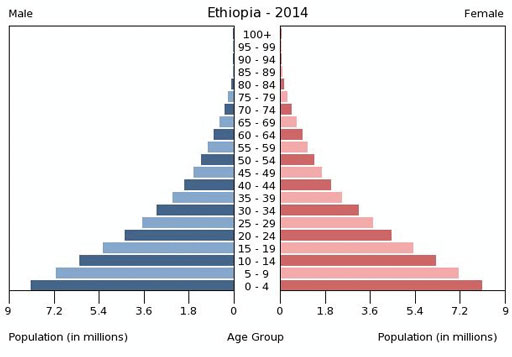 Male Ethiopia - 2014 Female
100+
95 - 99
90 - 94
85 - 89
80 - 84
75 - 79
70 - 74
65 - 69
60 - 64
55 - 59
50 - 54
45 - 49
40 - 44
35 - 39
30 - 34
25 - 29
20 - 24
15 - 19
10 - 14
5 - 9
0 - 4
9 7.2 5.4 3.6 1.8 0 0 1.8 3.6 5.4 7.2 9
Population (in millions) Age Group Population (in millions)